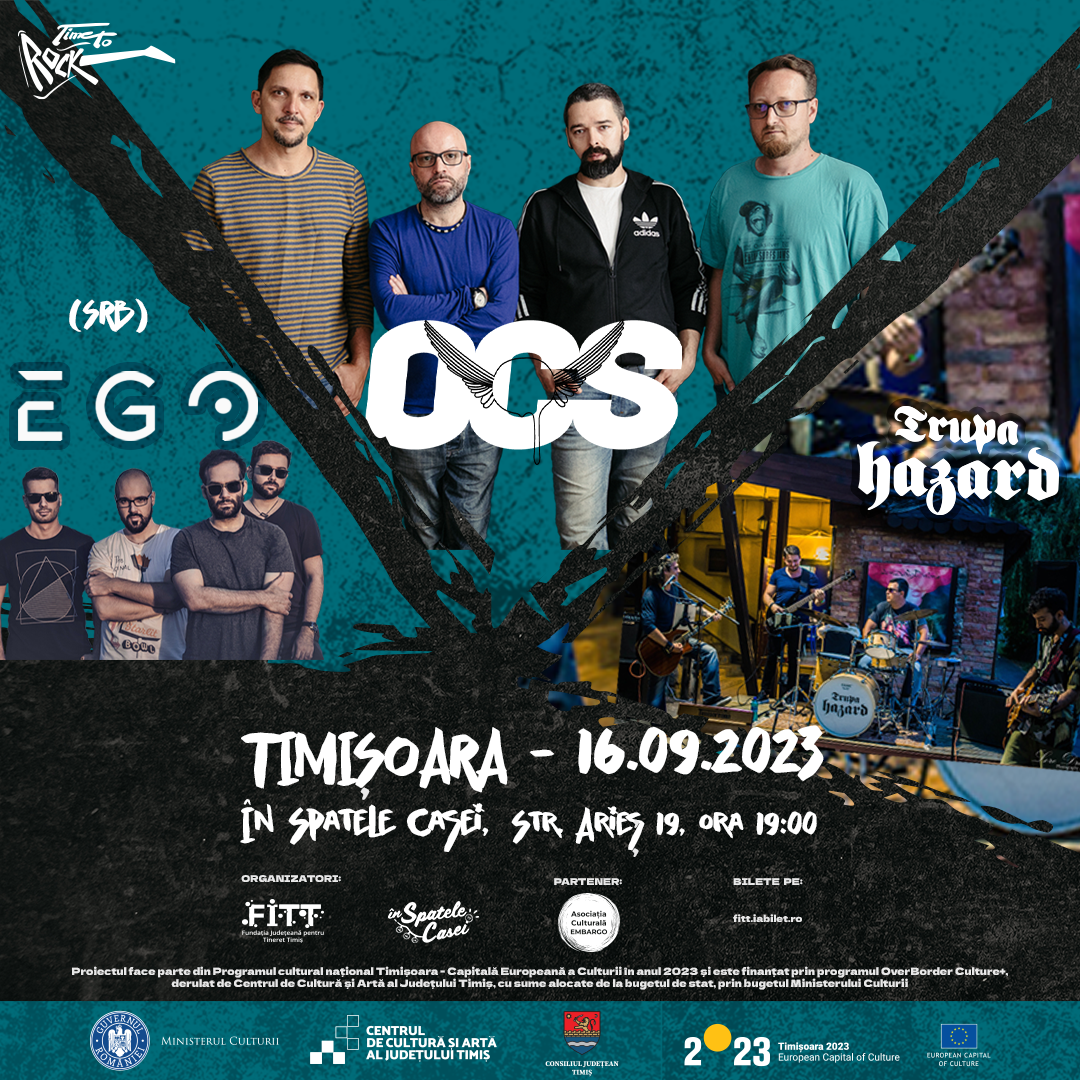 Time to
Rock
adidas
(SRB)
EGO
OCS
Trupa
hazard
BOWL
Trupa
hazard
TIMIȘOARA - 16.09.2023
ÎN SPATELE CASEI, STR ARIEȘ 19, ORA 19:00
ORGANIZATORI:
PARTENER:
BILETE PE:
FITT
Fundația Județeană pentru
Tineret Timiș
în Spatele
Casei
Asociația
Culturală
EMBARGO
fitt.iabilet.ro
Proiectul face parte din Programul cultural național Timișoara – Capitală Europeană a Culturii în anul 2023 și este finanțat prin programul OverBorder Culture+,
derulat de Centrul de Cultură și Artă al Județului Timiș, cu sume alocate de la bugetul de stat, prin bugetul Ministerului Culturii
GUVERNUL ROMÂNIEI
MINISTERUL CULTURII
CENTRUL
DE CULTURĂ SI ARTĂ
AL JUDETULUI TIMIȘ
CONSILIUL JUDEȚEAN
TIMIȘ
2023
Timișoara 2023
European Capital of Culture
EUROPEAN CAPITAL
OF CULTURE